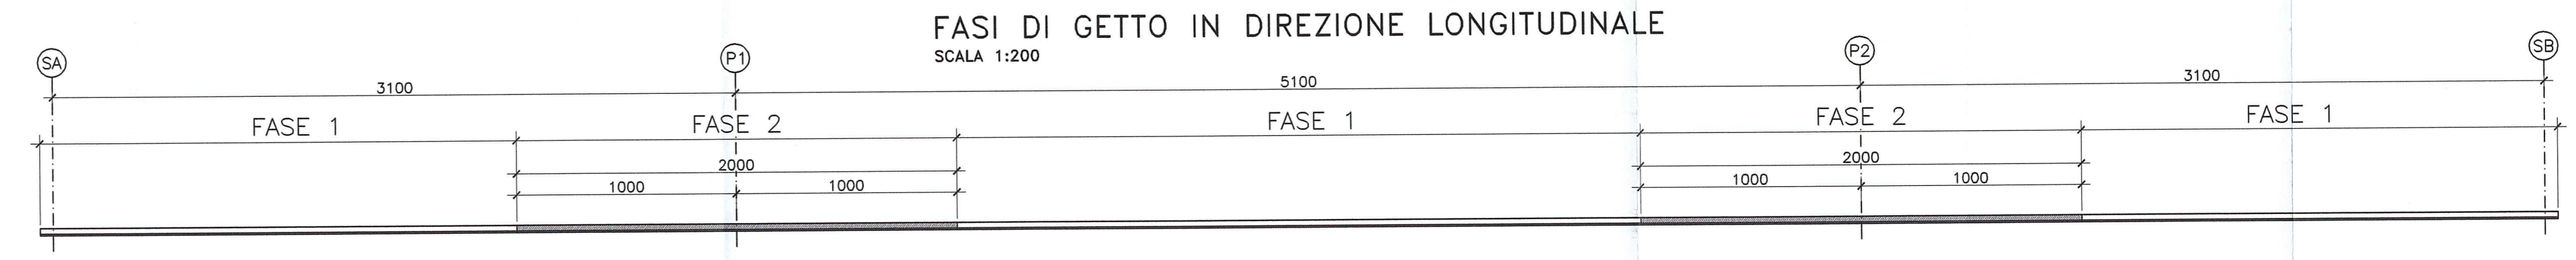 FASI DI GETTO IN DIREZIONE LONGITUDINALE
SCALA 1:200
SA
P1
P2
SB
3100
5100
3100
FASE 1
FASE 2
FASE 1
FASE 2
FASE 1
2000
2000
1000
1000
1000
1000